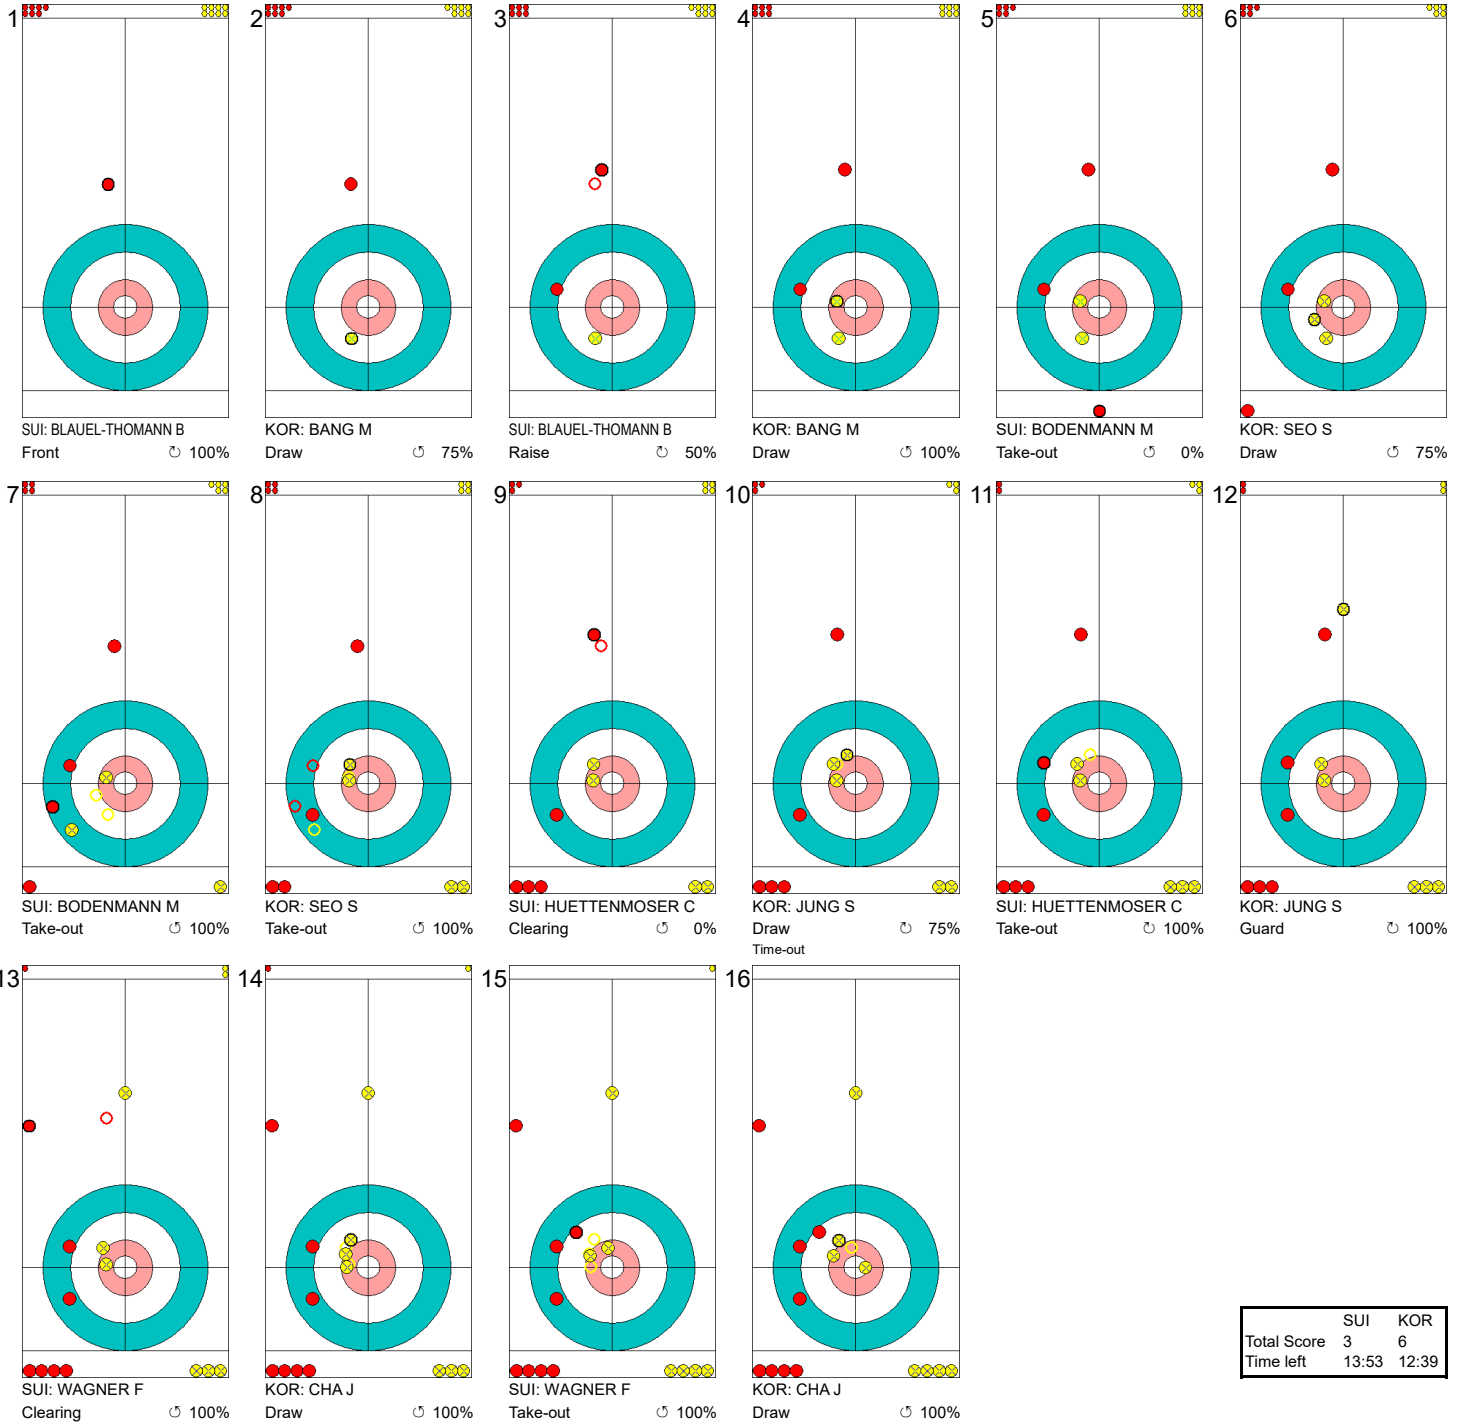 1
SUI: BLAUEL-THOMANN B
Front ↻ 100%
2
KOR: BANG M
Draw ↺ 75%
3
SUI: BLAUEL-THOMANN B
Raise ↻ 50%
4
KOR: BANG M
Draw ↺ 100%
5
SUI: BODENMANN M
Take-out ↺ 0%
6
KOR: SEO S
Draw ↺ 75%
7
SUI: BODENMANN M
Take-out ↺ 100%
8
KOR: SEO S
Take-out ↺ 100%
9
SUI: HUETTENMOSER C
Clearing ↺ 0%
10
KOR: JUNG S
Draw ↻ 75%
Time-out
11
SUI: HUETTENMOSER C
Take-out ↻ 100%
12
KOR: JUNG S
Guard ↻ 100%
13
SUI: WAGNER F
Clearing ↺ 100%
14
KOR: CHA J
Draw ↺ 100%
15
SUI: WAGNER F
Take-out ↺ 100%
16
KOR: CHA J
Draw ↺ 100%
SUI KOR
Total Score 3 6
Time left 13:53 12:39